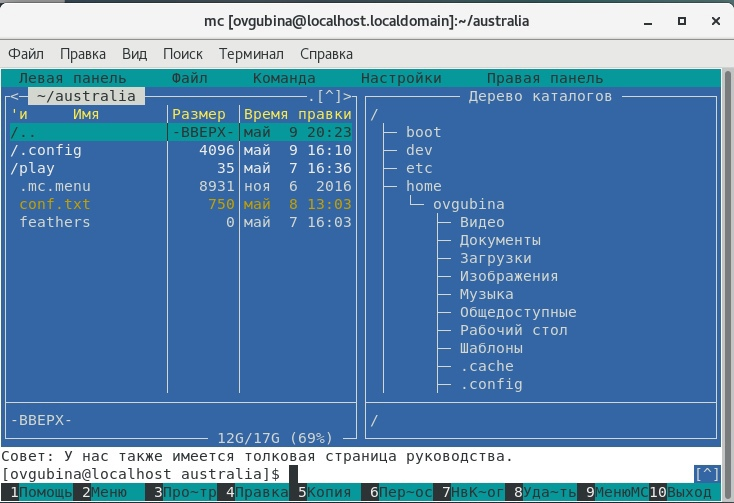 mc [ovgubina@localhost.localdomain]:~/australia
Файл Правка Вид Поиск Терминал Справка
Левая панель Файл Команда Настройки Правая панель
<─ ~/australia ─.[^]>
'и Имя Размер Время правки
/.. -ВВЕРХ- май 9 20:23
/.config 4096 май 9 16:10
/play 35 май 7 16:36
.mc.menu 8931 ноя 6 2016
conf.txt 750 май 8 13:03
feathers 0 май 7 16:03
-ВВЕРХ-
12G/17G (69%)
Дерево каталогов
/
boot
dev
etc
home
ovgubina
Видео
Документы
Загрузки
Изображения
Музыка
Общедоступные
Рабочий стол
Шаблоны
.cache
.config
/
Совет: У нас также имеется толковая страница руководства.
[ovgubina@localhost australia]$ [^]
1Помощь 2Меню 3Про~тр 4Правка 5Копия 6Пер~ос 7НвК~ог 8Уда~ть 9МенюMC 10Выход